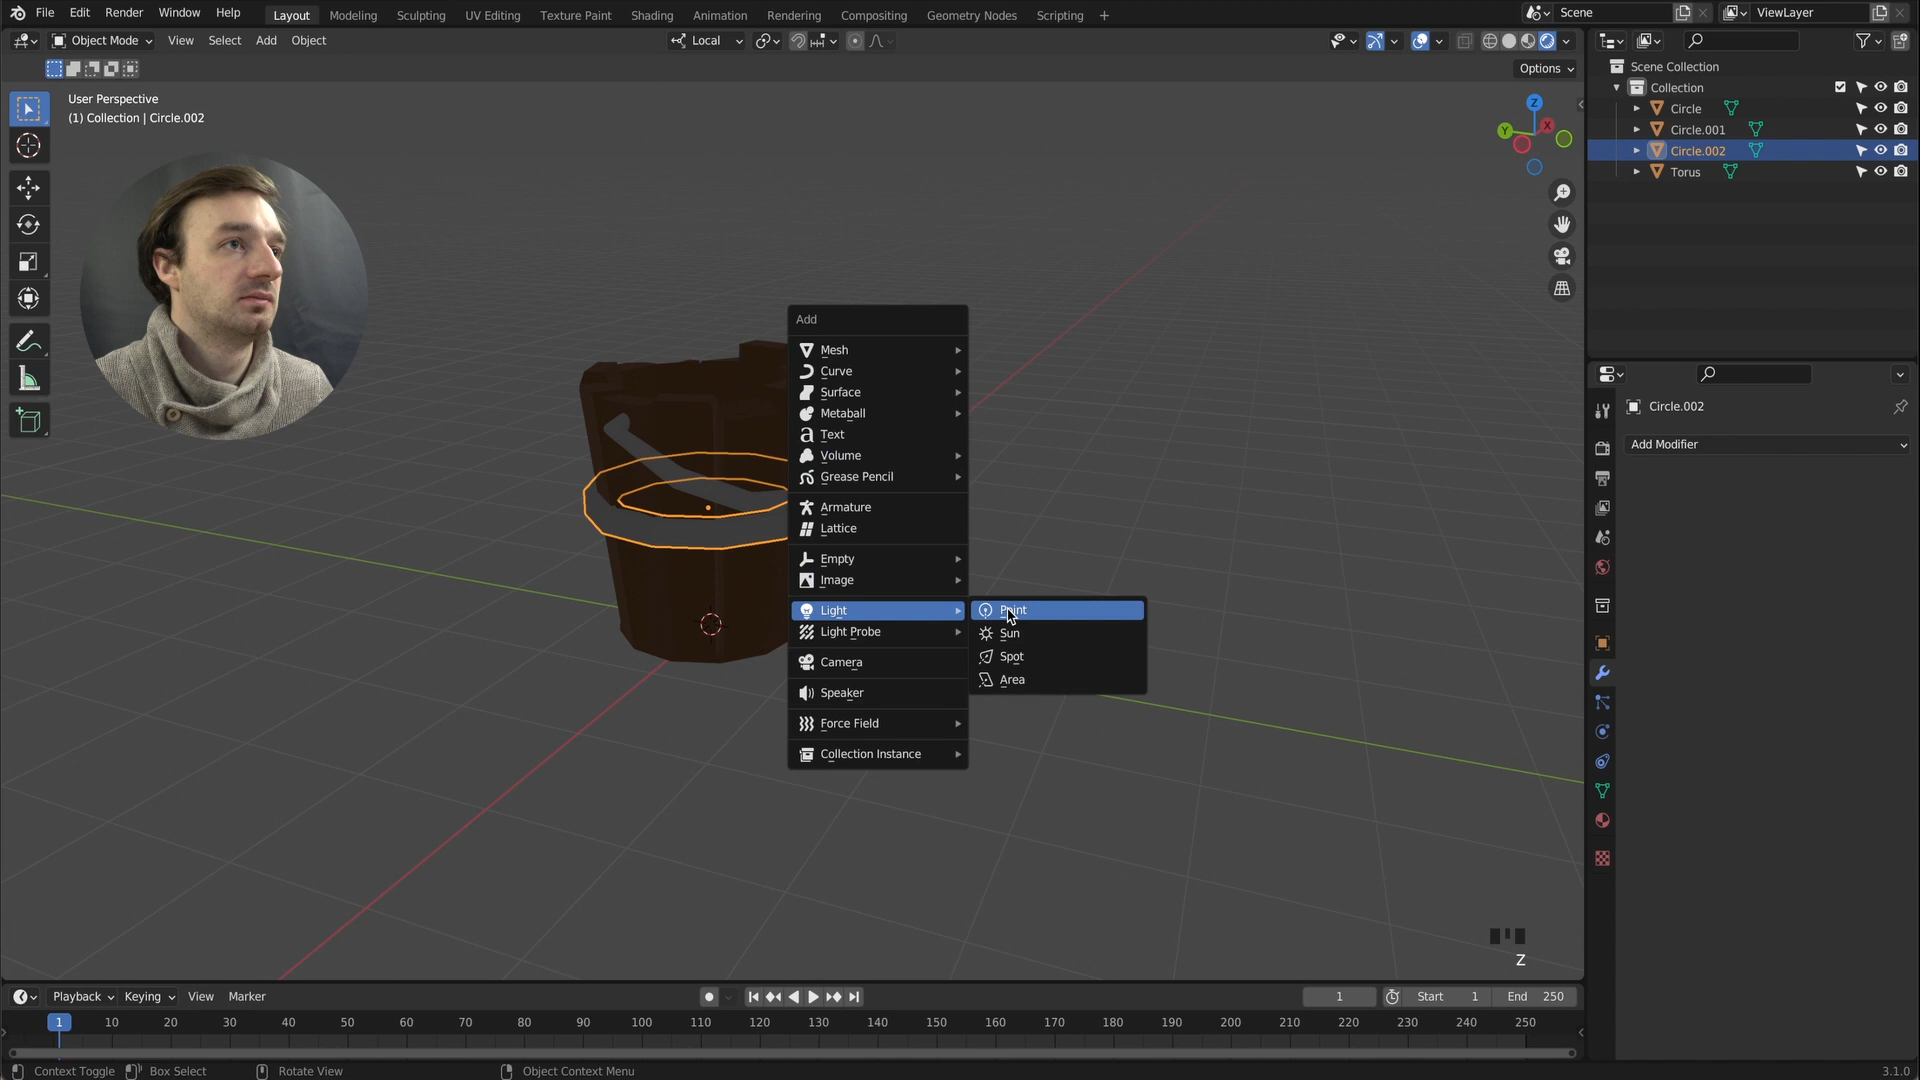 File Edit Render Window Help Layout Modeling Sculpting UV Editing Texture Paint Shading Animation Rendering Compositing Geometry Nodes Scripting + Scene ViewLayer
Object Mode View Select Add Object Local
Options
User Perspective
(1) Collection | Circle.002
Z
Y
X
Scene Collection
Collection
Circle
Circle.001
Circle.002
Torus
Circle.002
Add Modifier
Add
Mesh
Curve
Surface
Metaball
Text
Volume
Grease Pencil
Armature
Lattice
Empty
Image
Light
Light Probe
Camera
Speaker
Force Field
Collection Instance
Point
Sun
Spot
Area
Z
Playback Keying View Marker 1 Start 1 End 250
1 10 20 30 40 50 60 70 80 90 100 110 120 130 140 150 160 170 180 190 200 210 220 230 240 250
Context Toggle Box Select Rotate View Object Context Menu 3.1.0